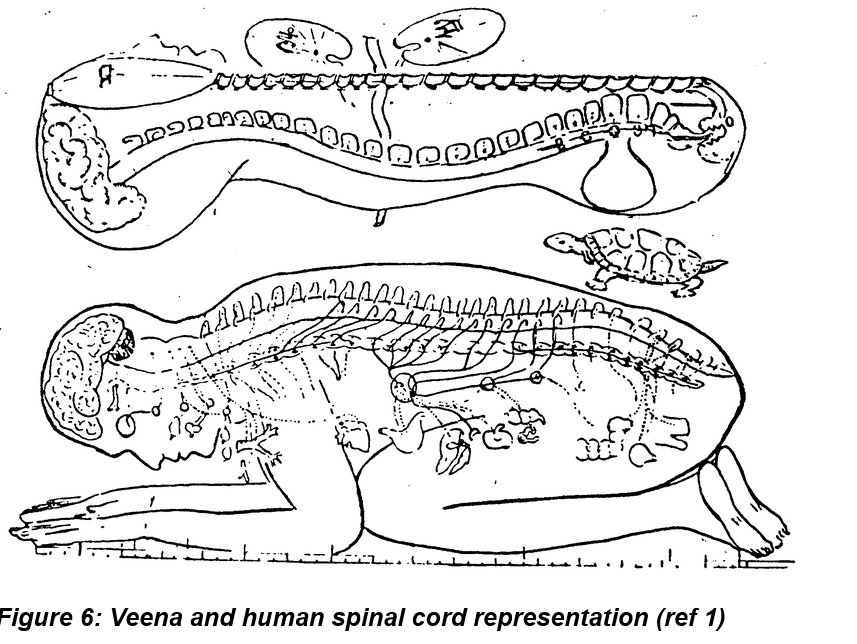 Figure 6: Veena and human spinal cord representation (ref 1)